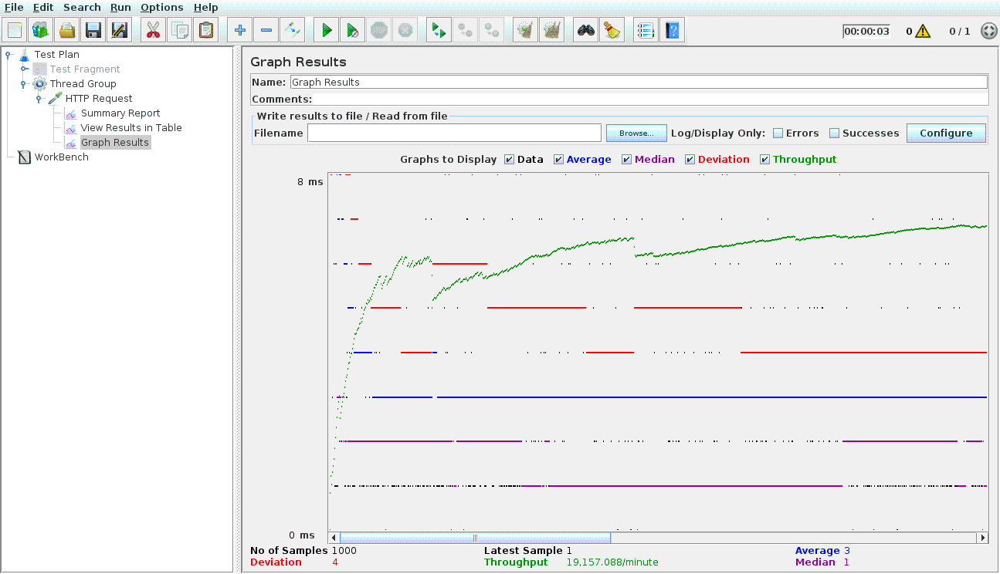 File Edit Search Run Options Help
00:00:03 0 0 / 1
Test Plan
Test Fragment
Thread Group
HTTP Request
Summary Report
View Results in Table
Graph Results
WorkBench
Graph Results
Name: Graph Results
Comments:
Write results to file / Read from file
Filename Browse... Log/Display Only: Errors Successes Configure
Graphs to Display Data Average Median Deviation Throughput
8 ms
0 ms
No of Samples 1000 Latest Sample 1 Average 3
Deviation 4 Throughput 19,157.088/minute Median 1